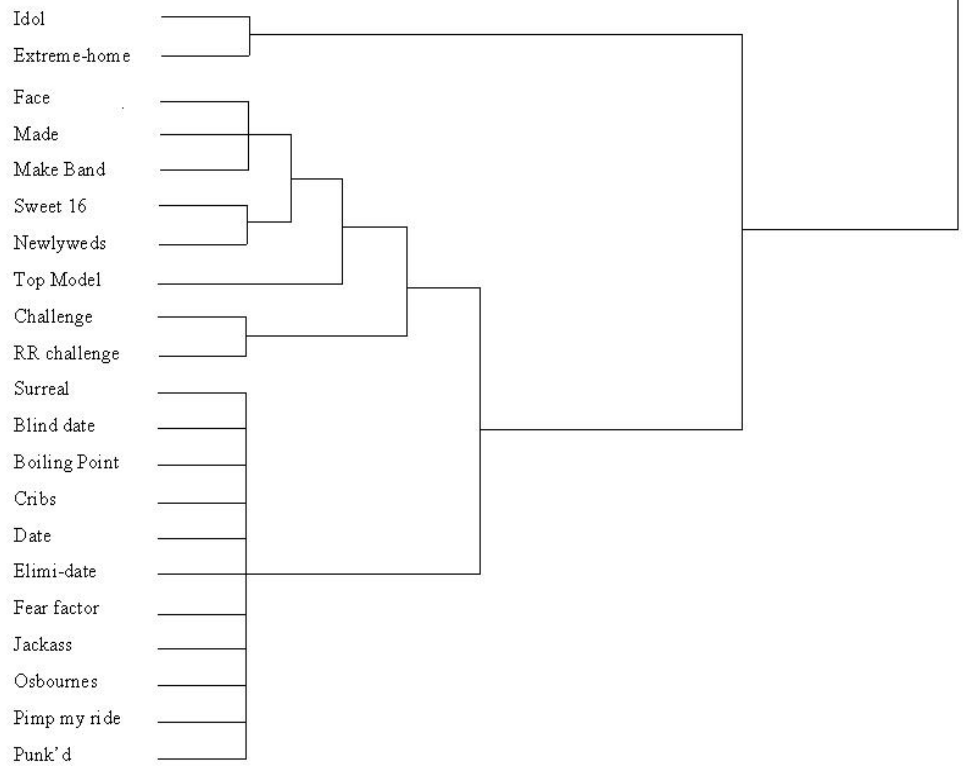 Idol
Extreme-home
Face
Made
Make Band
Sweet 16
Newlyweds
Top Model
Challenge
RR challenge
Surreal
Blind date
Boiling Point
Cribs
Date
Elimi-date
Fear factor
Jackass
Osbournes
Pimp my ride
Punk'd